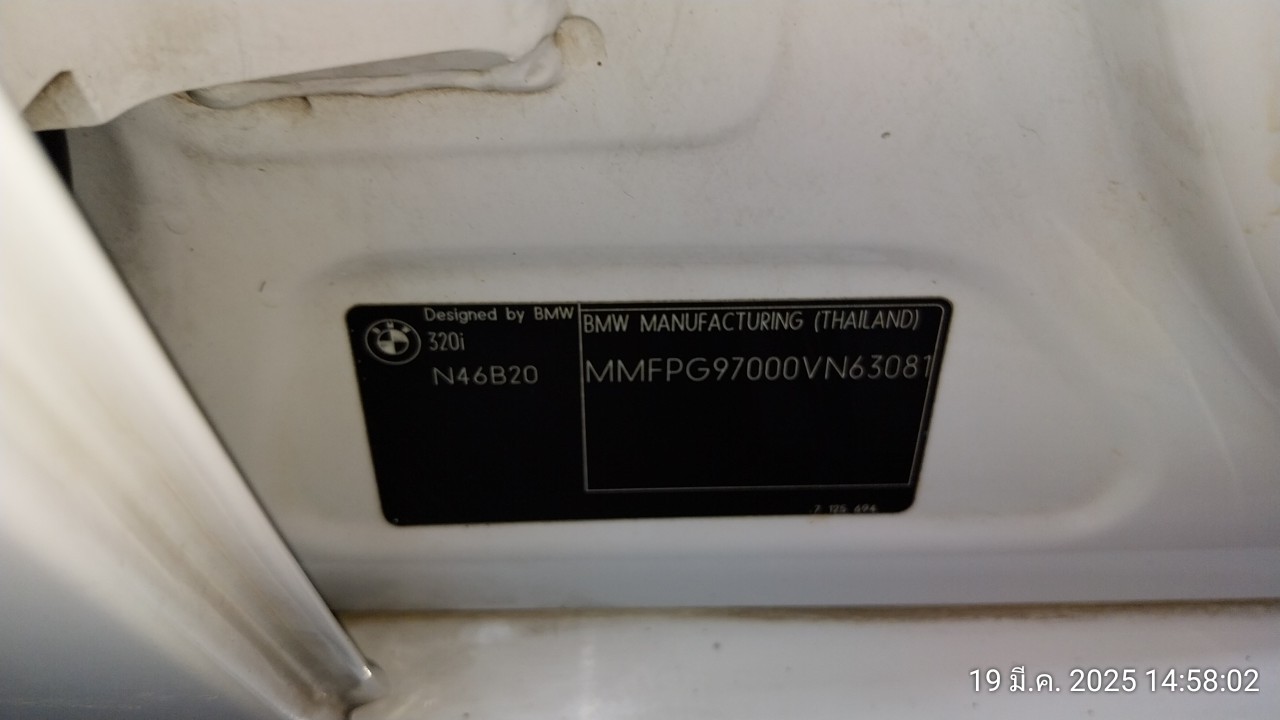 BMW
Designed by BMW
320i
N46B20
BMW MANUFACTURING (THAILAND)
MMFPG97000VN63081
7 125 694
19 มี.ค. 2025 14:58:02